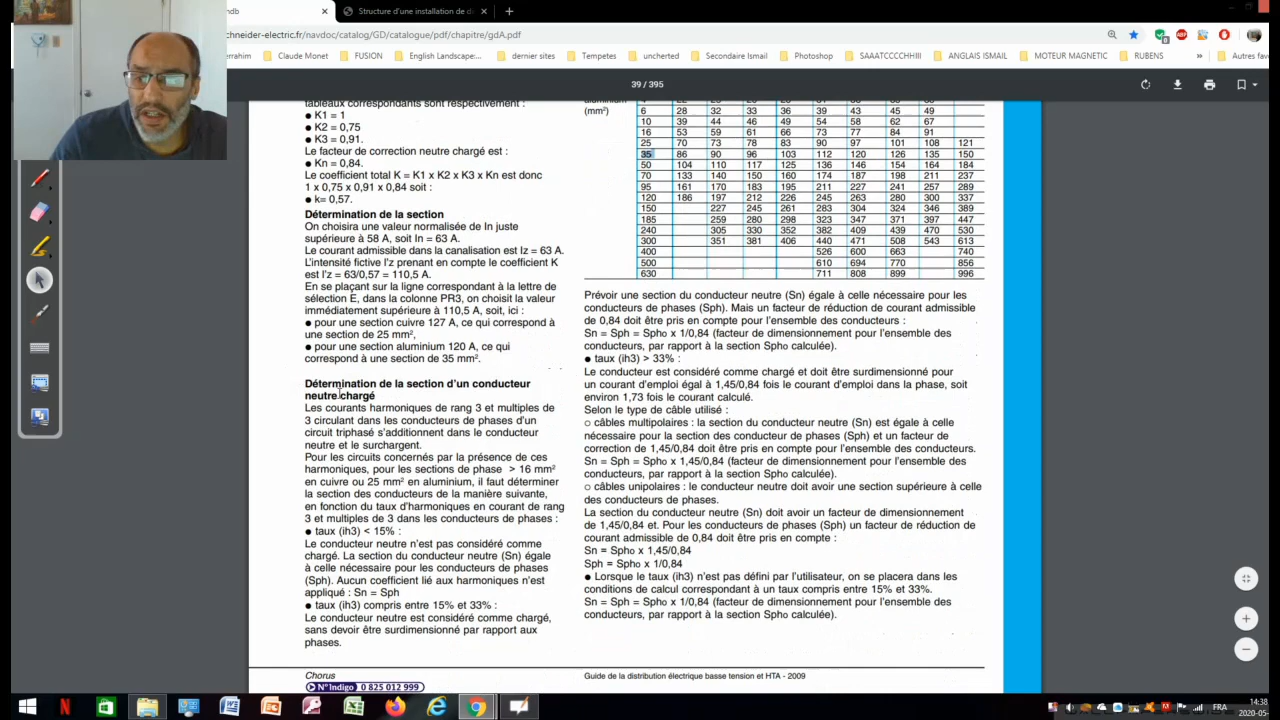 ndb
Structure d'une installation de d
chneider-electric.fr/navdoc/catalog/GD/catalogue/pdf/chapitre/gdA.pdf
errahim
Claude Monet
FUSION
English Landscape:...
dernier sites
Tempetes
uncherted
Secondaire Ismail
Photoshop
SAAATCCCCHHIII
ANGLAIS ISMAIL
MOTEUR MAGNETIC
RUBENS
»
Autres fav
39 / 395
tableaux correspondants sont respectivement :
● K1 = 1
● K2 = 0,75
● K3 = 0,91.
Le facteur de correction neutre chargé est :
● Kn = 0,84.
Le coefficient total K = K1 x K2 x K3 x Kn est donc
1 x 0,75 x 0,91 x 0,84 soit :
● k= 0,57.
Détermination de la section
On choisira une valeur normalisée de In juste
supérieure à 58 A, soit In = 63 A.
Le courant admissible dans la canalisation est Iz = 63 A.
L'intensité fictive I'z prenant en compte le coefficient K
est I'z = 63/0,57 = 110,5 A.
En se plaçant sur la ligne correspondant à la lettre de
sélection E, dans la colonne PR3, on choisit la valeur
immédiatement supérieure à 110,5 A, soit, ici :
● pour une section cuivre 127 A, ce qui correspond à
une section de 25 mm²,
● pour une section aluminium 120 A, ce qui
correspond à une section de 35 mm².
Détermination de la section d'un conducteur
neutre chargé
Les courants harmoniques de rang 3 et multiples de
3 circulant dans les conducteurs de phases d'un
circuit triphasé s'additionnent dans le conducteur
neutre et le surchargent.
Pour les circuits concernés par la présence de ces
harmoniques, pour les sections de phase > 16 mm²
en cuivre ou 25 mm² en aluminium, il faut déterminer
la section des conducteurs de la manière suivante,
en fonction du taux d'harmoniques en courant de rang
3 et multiples de 3 dans les conducteurs de phases :
● taux (ih3) < 15% :
Le conducteur neutre n'est pas considéré comme
chargé. La section du conducteur neutre (Sn) égale
à celle nécessaire pour les conducteurs de phases
(Sph). Aucun coefficient lié aux harmoniques n'est
appliqué : Sn = Sph
● taux (ih3) compris entre 15% et 33% :
Le conducteur neutre est considéré comme chargé,
sans devoir être surdimensionné par rapport aux
phases.
(mm²)
6 28 32 33 36 39 43 45 49
10 39 44 46 49 54 58 62 67
16 53 59 61 66 73 77 84 91
25 70 73 78 83 90 97 101 108 121
35 86 90 96 103 112 120 126 135 150
50 104 110 117 125 136 146 154 164 184
70 133 140 150 160 174 187 198 211 237
95 161 170 183 195 211 227 241 257 289
120 186 197 212 226 245 263 280 300 337
150 227 245 261 283 304 324 346 389
185 259 280 298 323 347 371 397 447
240 305 330 352 382 409 439 470 530
300 351 381 406 440 471 508 543 613
400 526 600 663 740
500 610 694 770 856
630 711 808 899 996
Prévoir une section du conducteur neutre (Sn) égale à celle nécessaire pour les
conducteurs de phases (Sph). Mais un facteur de réduction de courant admissible
de 0,84 doit être pris en compte pour l'ensemble des conducteurs :
Sn = Sph = Spho x 1/0,84 (facteur de dimensionnement pour l'ensemble des
conducteurs, par rapport à la section Spho calculée).
● taux (ih3) > 33% :
Le conducteur est considéré comme chargé et doit être surdimensionné pour
un courant d'emploi égal à 1,45/0,84 fois le courant d'emploi dans la phase, soit
environ 1,73 fois le courant calculé.
Selon le type de câble utilisé :
○ câbles multipolaires : la section du conducteur neutre (Sn) est égale à celle
nécessaire pour la section des conducteur de phases (Sph) et un facteur de
correction de 1,45/0,84 doit être pris en compte pour l'ensemble des conducteurs.
Sn = Sph = Spho x 1,45/0,84 (facteur de dimensionnement pour l'ensemble des
conducteurs, par rapport à la section Spho calculée).
○ câbles unipolaires : le conducteur neutre doit avoir une section supérieure à celle
des conducteurs de phases.
La section du conducteur neutre (Sn) doit avoir un facteur de dimensionnement
de 1,45/0,84 et. Pour les conducteurs de phases (Sph) un facteur de réduction de
courant admissible de 0,84 doit être pris en compte :
Sn = Spho x 1,45/0,84
Sph = Spho x 1/0,84
● Lorsque le taux (ih3) n'est pas défini par l'utilisateur, on se placera dans les
conditions de calcul correspondant à un taux compris entre 15% et 33%.
Sn = Sph = Spho x 1/0,84 (facteur de dimensionnement pour l'ensemble des
conducteurs, par rapport à la section Spho calculée).
Chorus
N°Indigo 0 825 012 999
Guide de la distribution électrique basse tension et HTA - 2009
FRA
14:38
2020-05-